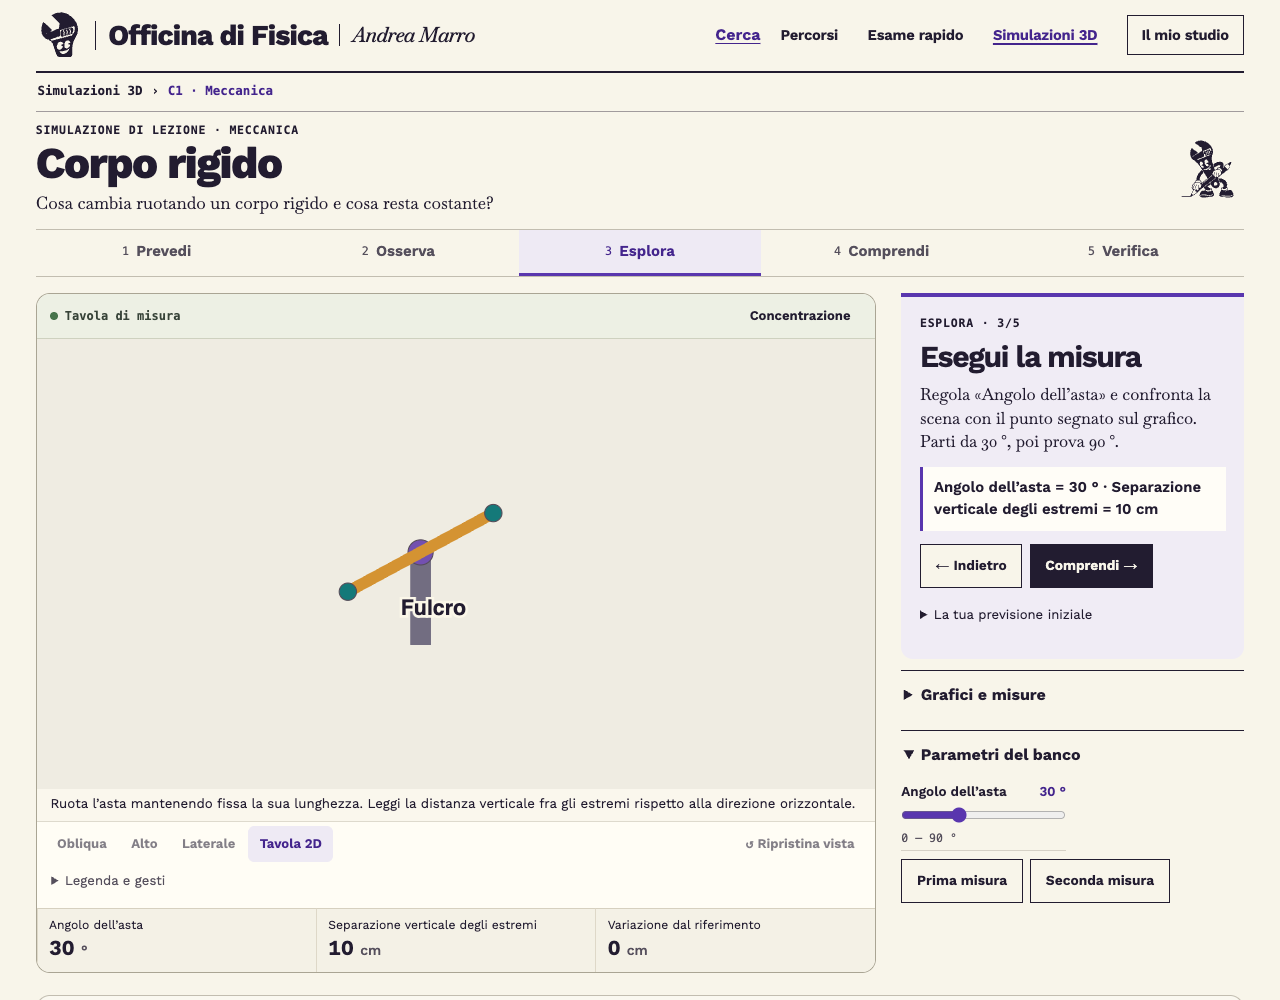 Officina di Fisica
Andrea Marro
Cerca
Percorsi
Esame rapido
Simulazioni 3D
Il mio studio
Simulazioni 3D › C1 · Meccanica
SIMULAZIONE DI LEZIONE · MECCANICA
Corpo rigido
Cosa cambia ruotando un corpo rigido e cosa resta costante?
1 Prevedi
2 Osserva
3 Esplora
4 Comprendi
5 Verifica
Tavola di misura
Concentrazione
Fulcro
Ruota l’asta mantenendo fissa la sua lunghezza. Leggi la distanza verticale fra gli estremi rispetto alla direzione orizzontale.
Obliqua
Alto
Laterale
Tavola 2D
↺ Ripristina vista
▶ Legenda e gesti
Angolo dell’asta
30 °
Separazione verticale degli estremi
10 cm
Variazione dal riferimento
0 cm
ESPLORA · 3/5
Esegui la misura
Regola «Angolo dell’asta» e confronta la
scena con il punto segnato sul grafico.
Parti da 30 °, poi prova 90 °.
Angolo dell’asta = 30 ° · Separazione
verticale degli estremi = 10 cm
← Indietro
Comprendi →
▶ La tua previsione iniziale
▶ Grafici e misure
▼ Parametri del banco
Angolo dell’asta 30 °
0 — 90 °
Prima misura
Seconda misura